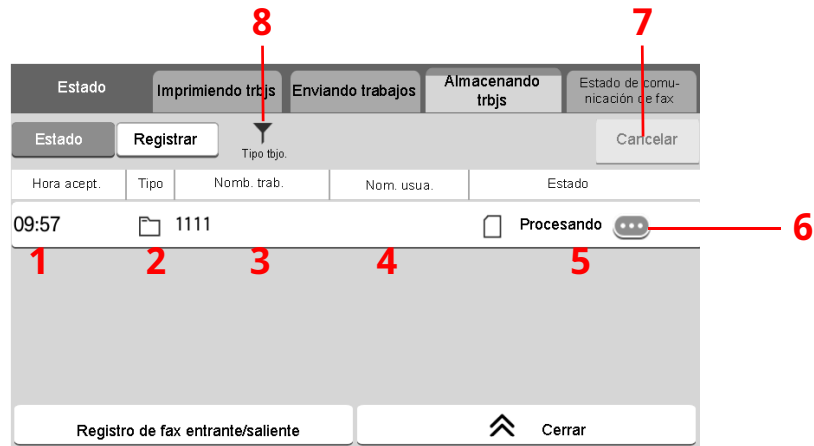 8
7
Estado
Imprimiendo trbjs
Enviando trabajos
Almacenando
trbjs
Estado de comu-
nicación de fax
Estado
Registrar
Tipo tbjo.
Cancelar
Hora acept.
Tipo
Nomb. trab.
Nom. usua.
Estado
09:57
1111
Procesando
6
1
2
3
4
5
Registro de fax entrante/saliente
Cerrar